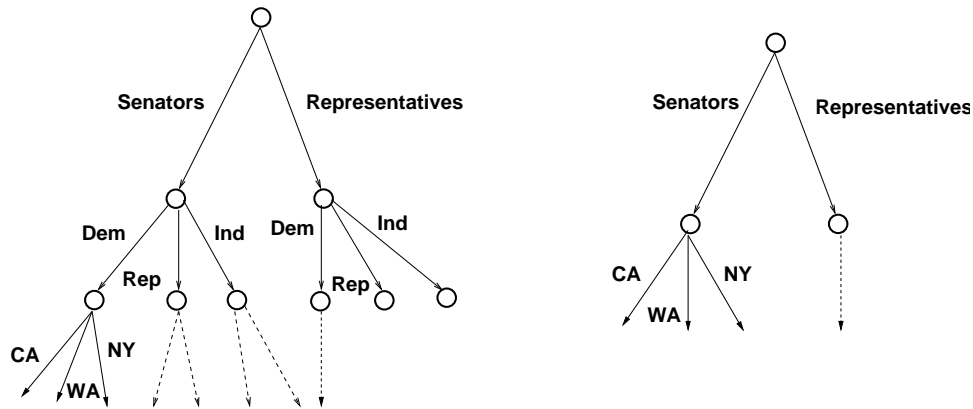 Senators Representatives
Dem Rep Ind Dem Rep Ind
CA WA NY
Senators Representatives
CA WA NY